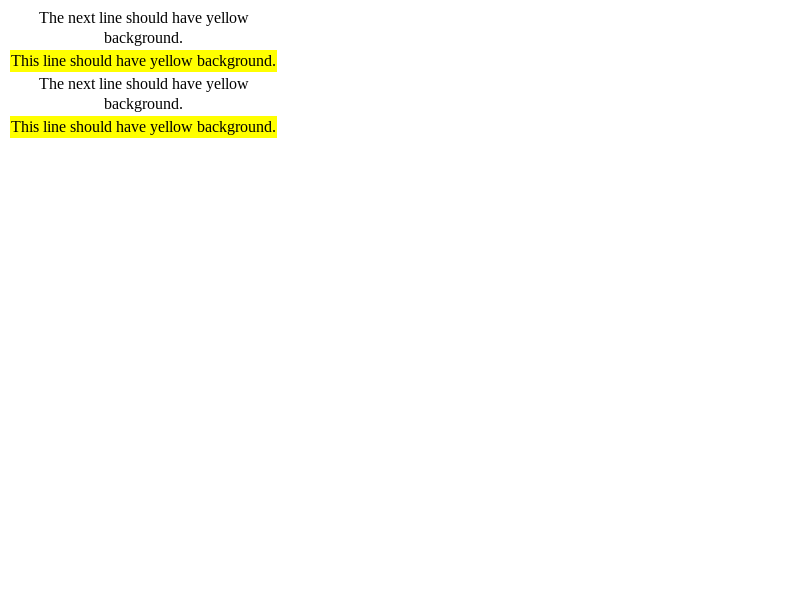 The next line should have yellow
background.
This line should have yellow background.
The next line should have yellow
background.
This line should have yellow background.